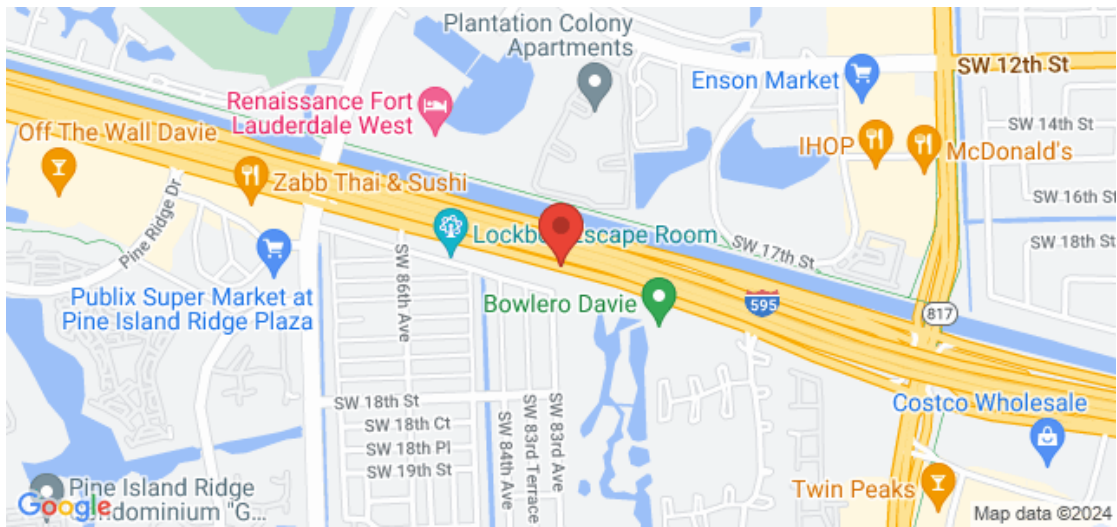 Plantation Colony
Apartments
SW 12th St
Enson Market
Renaissance Fort
Lauderdale West
SW 14th St
Off The Wall Davie
IHOP
McDonald's
Zabb Thai & Sushi
SW 16th St
Pine Ridge Dr
Lockbox Escape Room
SW 17th St
SW 18th St
Publix Super Market at
Pine Island Ridge Plaza
SW 86th Ave
Bowlero Davie
595
817
SW 18th St
SW 18th Ct
SW 18th Pl
SW 19th St
SW 84th Ave
SW 83rd Terrace
SW 83rd Ave
Costco Wholesale
Twin Peaks
Pine Island Ridge
Condominium "G...
Google
Map data ©2024